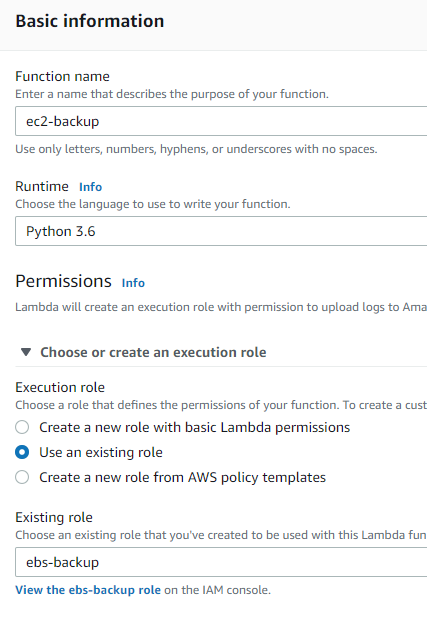 Basic information
Function name
Enter a name that describes the purpose of your function.
ec2-backup
Use only letters, numbers, hyphens, or underscores with no spaces.
Runtime Info
Choose the language to use to write your function.
Python 3.6
Permissions Info
Lambda will create an execution role with permission to upload logs to Ama
Choose or create an execution role
Execution role
Choose a role that defines the permissions of your function. To create a cust
Create a new role with basic Lambda permissions
Use an existing role
Create a new role from AWS policy templates
Existing role
Choose an existing role that you've created to be used with this Lambda fun
ebs-backup
View the ebs-backup role on the IAM console.